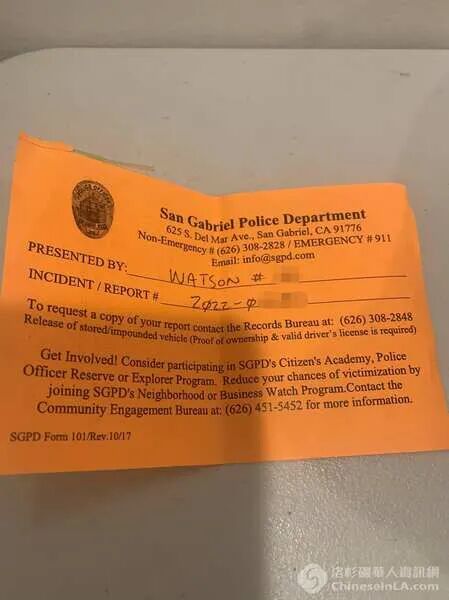 San Gabriel Police Department
625 S. Del Mar Ave., San Gabriel, CA 91776
Non-Emergency # (626) 308-2828 / EMERGENCY # 911
Email: info@sgpd.com
PRESENTED BY: WATSON #
INCIDENT / REPORT # 2022-0
To request a copy of your report contact the Records Bureau at: (626) 308-2848
Release of stored/impounded vehicle (Proof of ownership & valid driver's license is required)
Get Involved! Consider participating in SGPD's Citizen's Academy, Police
Officer Reserve or Explorer Program. Reduce your chances of victimization by
joining SGPD's Neighborhood or Business Watch Program.Contact the
Community Engagement Bureau at: (626) 451-5452 for more information.
SGPD Form 101/Rev.10/17
洛杉磯華人資訊網
ChineseInLA.com